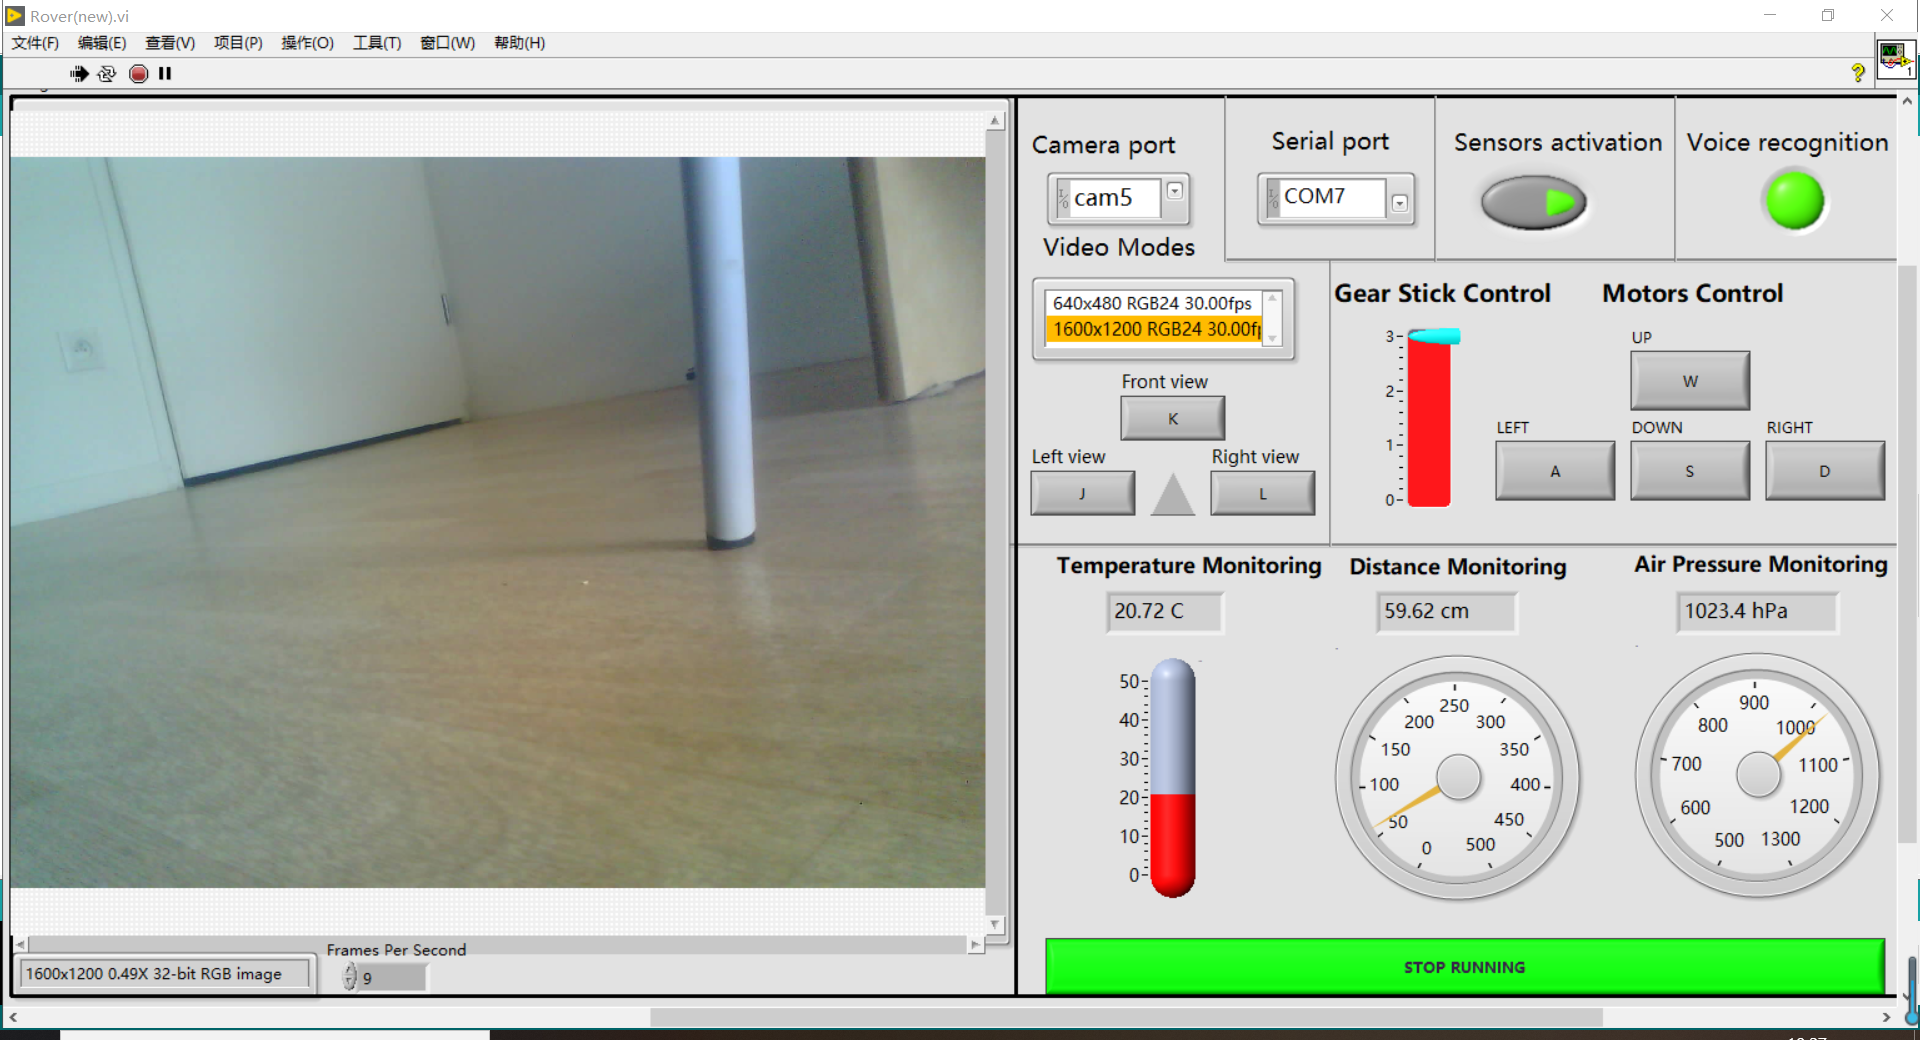 Rover(new).vi
文件(F) 编辑(E) 查看(V) 项目(P) 操作(O) 工具(T) 窗口(W) 帮助(H)
?
1
Camera port
cam5
Video Modes
640x480 RGB24 30.00fps
1600x1200 RGB24 30.00f
Front view
K
Left view
J
Right view
L
Serial port
COM7
Sensors activation
Voice recognition
Gear Stick Control
3
2
1
0
Motors Control
UP
W
LEFT
A
DOWN
S
RIGHT
D
Temperature Monitoring
20.72 C
50
40
30
20
10
0
Distance Monitoring
59.62 cm
0
50
100
150
200
250
300
350
400
450
500
Air Pressure Monitoring
1023.4 hPa
500
600
700
800
900
1000
1100
1200
1300
STOP RUNNING
1600x1200 0.49X 32-bit RGB image
Frames Per Second
9